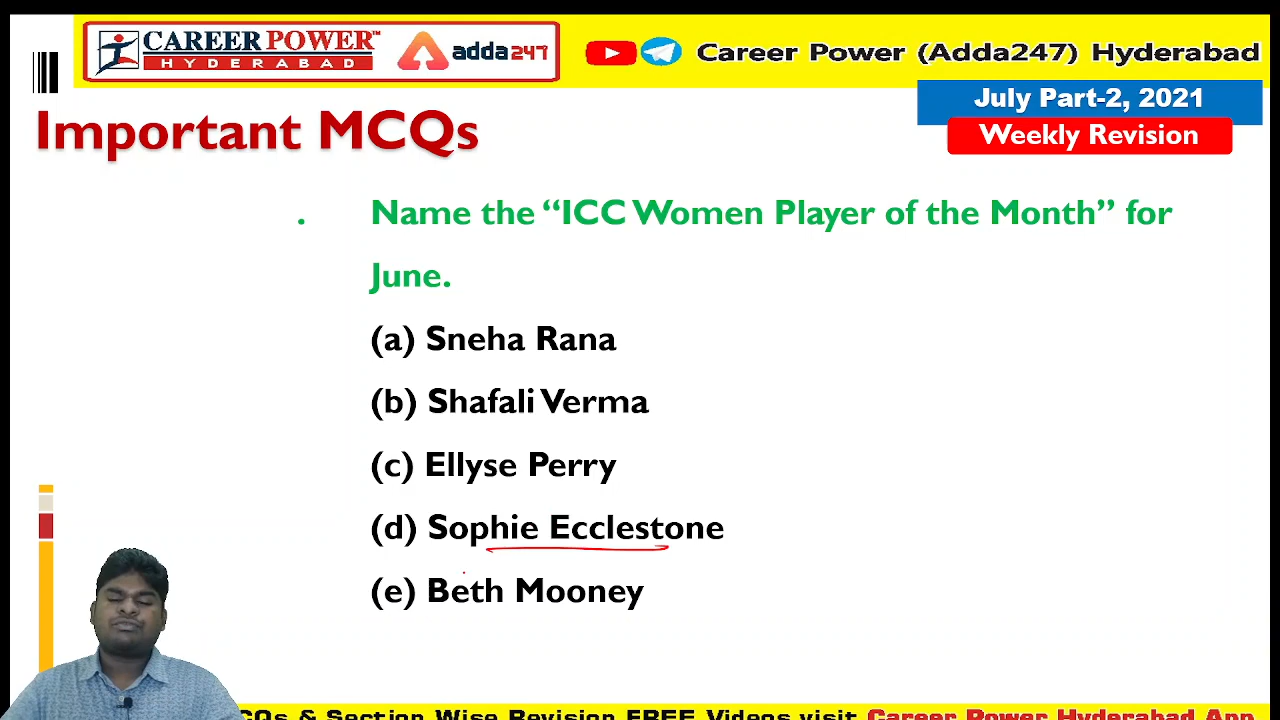 CAREER POWER™
HYDERABAD
adda247
Career Power (Adda247) Hyderabad
July Part-2, 2021
Weekly Revision
Important MCQs
. Name the “ICC Women Player of the Month” for
June.
(a) Sneha Rana
(b) Shafali Verma
(c) Ellyse Perry
(d) Sophie Ecclestone
(e) Beth Mooney
CQs & Section Wise Revision FREE Videos visit Career Power Hyderabad App